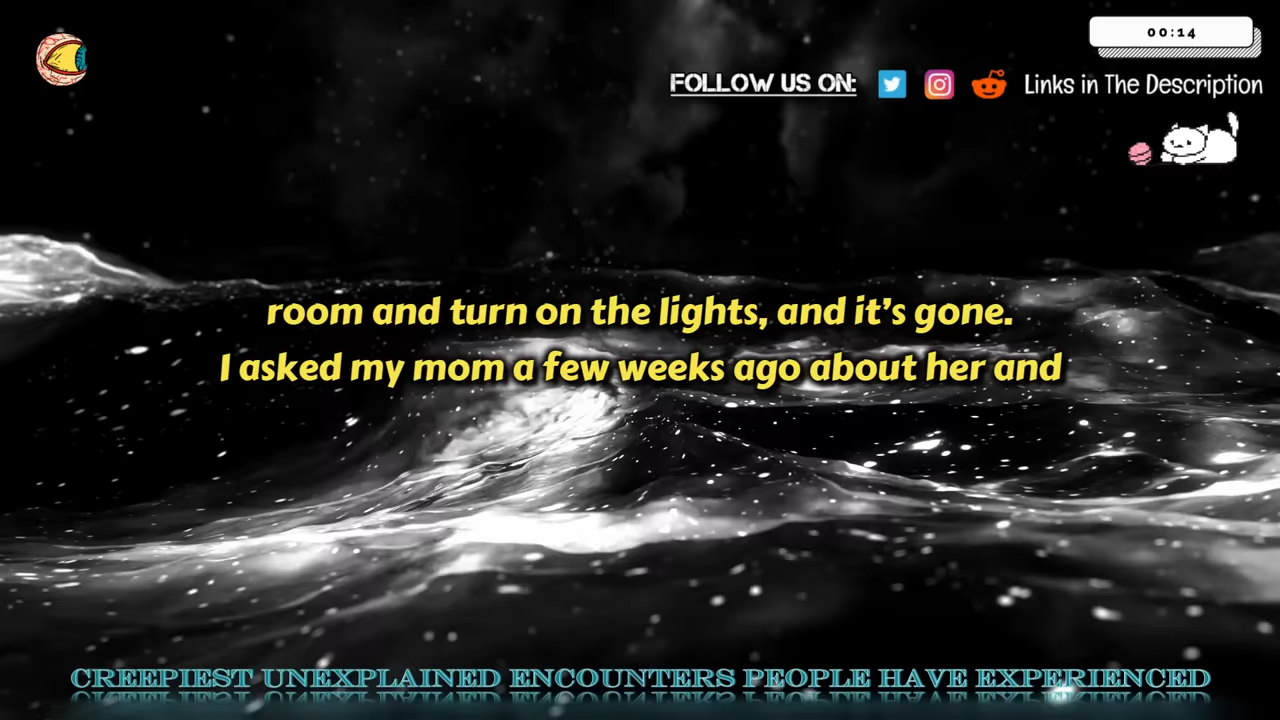 00:14
FOLLOW US ON: Links in The Description
room and turn on the lights, and it's gone.
I asked my mom a few weeks ago about her and
CREEPIEST UNEXPLAINED ENCOUNTERS PEOPLE HAVE EXPERIENCED